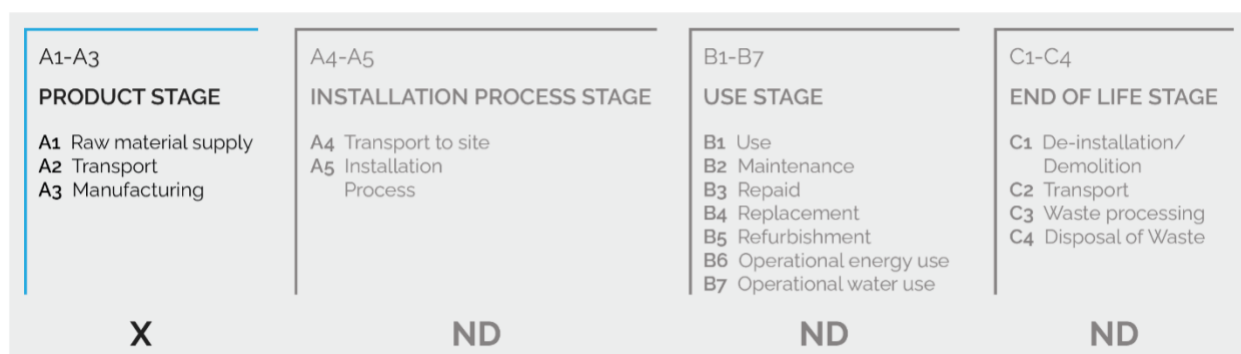 A1-A3
PRODUCT STAGE
A1 Raw material supply
A2 Transport
A3 Manufacturing
X
A4-A5
INSTALLATION PROCESS STAGE
A4 Transport to site
A5 Installation
Process
ND
B1-B7
USE STAGE
B1 Use
B2 Maintenance
B3 Repaid
B4 Replacement
B5 Refurbishment
B6 Operational energy use
B7 Operational water use
ND
C1-C4
END OF LIFE STAGE
C1 De-installation/
Demolition
C2 Transport
C3 Waste processing
C4 Disposal of Waste
ND